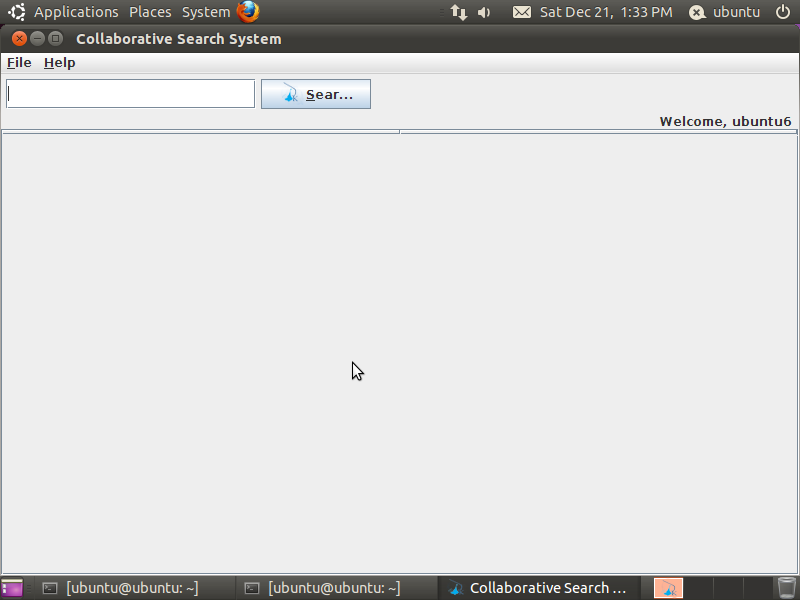 Applications Places System Sat Dec 21, 1:33 PM ubuntu
Collaborative Search System
File Help
Sear...
Welcome, ubuntu6
[ubuntu@ubuntu: ~] [ubuntu@ubuntu: ~] Collaborative Search ...